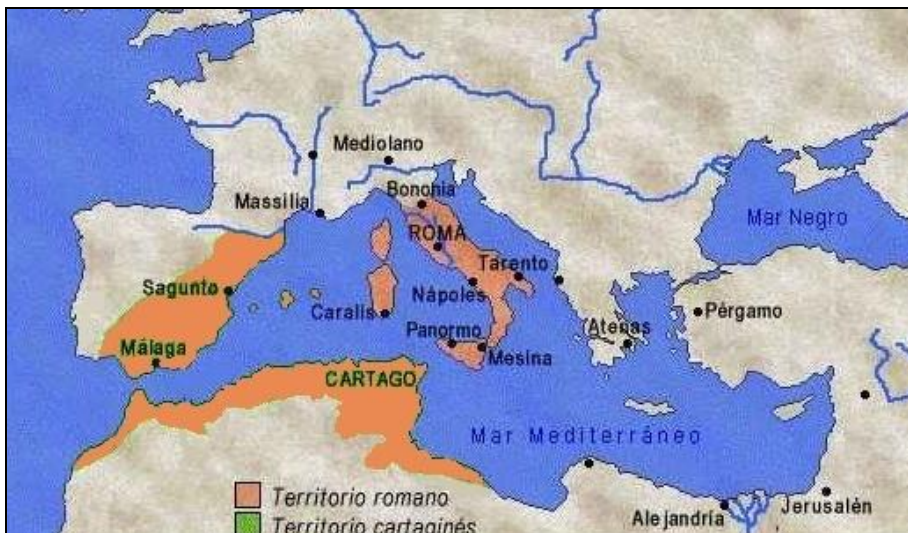 Mediolano
Bononia
Massilia
ROMA
Mar Negro
Tarento
Sagunto
Nápoles
Caralis
Pérgamo
Panormo
Atenas
Málaga
Mesina
CARTAGO
Mar Mediterráneo
Territorio romano
Jerusalén
Alejandría
Territorio cartaginés